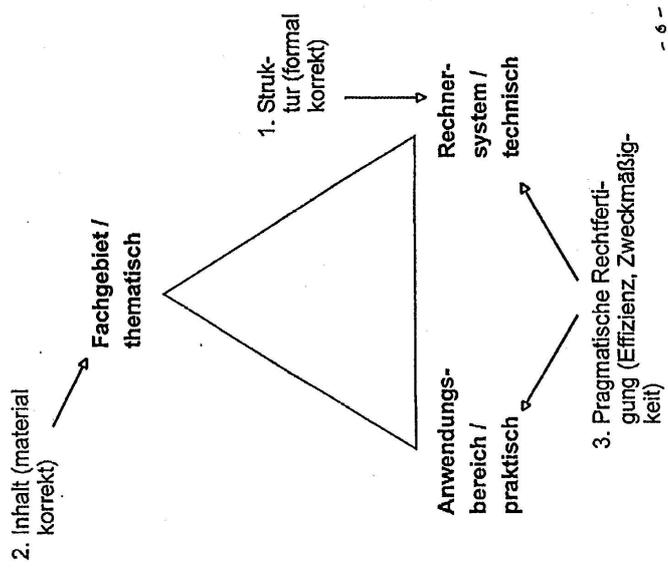 2. Inhalt (material
korrekt)
Fachgebiet /
thematisch
1. Struk-
tur (formal
korrekt)
Anwendungs-
bereich /
praktisch
Rechner-
system /
technisch
3. Pragmatische Rechtferti-
gung (Effizienz, Zweckmäßig-
keit)
- 6 -